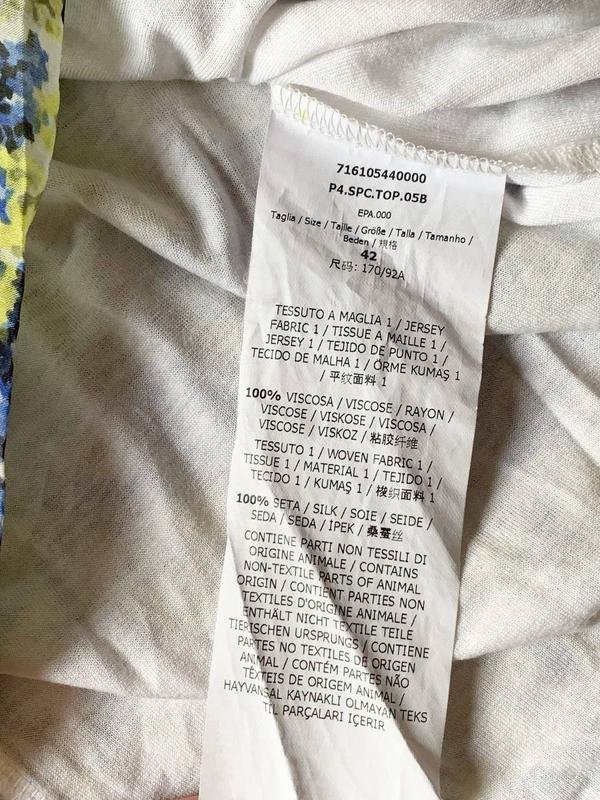 716105440000
P4.SPC.TOP.05B
EPA.000
Taglia / Size / Taille / Größe / Talla / Tamanho /
Beden / 規格
42
尺码: 170/92A
TESSUTO A MAGLIA 1 / JERSEY
FABRIC 1 / TISSUE A MAILLE 1 /
JERSEY 1 / TEJIDO DE PUNTO 1 /
TECIDO DE MALHA 1 / ÖRME KUMAŞ 1
/ 平纹面料 1
100% VISCOSA / VISCOSE / RAYON /
VISCOSE / VISKOSE / VISCOSA /
VISCOSE / VISKOZ / 粘胶纤维
TESSUTO 1 / WOVEN FABRIC 1 /
TISSUE 1 / MATERIAL 1 / TEJIDO 1 /
TECIDO 1 / KUMAŞ 1 / 梭织面料 1
100% SETA / SILK / SOIE / SEIDE /
SEDA / SEDA / İPEK / 桑蚕丝
CONTIENE PARTI NON TESSILI DI
ORIGINE ANIMALE / CONTAINS
NON-TEXTILE PARTS OF ANIMAL
ORIGIN / CONTIENT PARTIES NON
TEXTILES D'ORIGINE ANIMALE /
ENTHÄLT NICHT TEXTILE TEILE
TIERISCHEN URSPRUNGS / CONTIENE
PARTES NO TEXTILES DE ORIGEN
ANIMAL / CONTÉM PARTES NÃO
TÊXTEIS DE ORIGEM ANIMAL /
HAYVANSAL KAYNAKLI OLMAYAN TEKS
TİL PARÇALARI İÇERİR